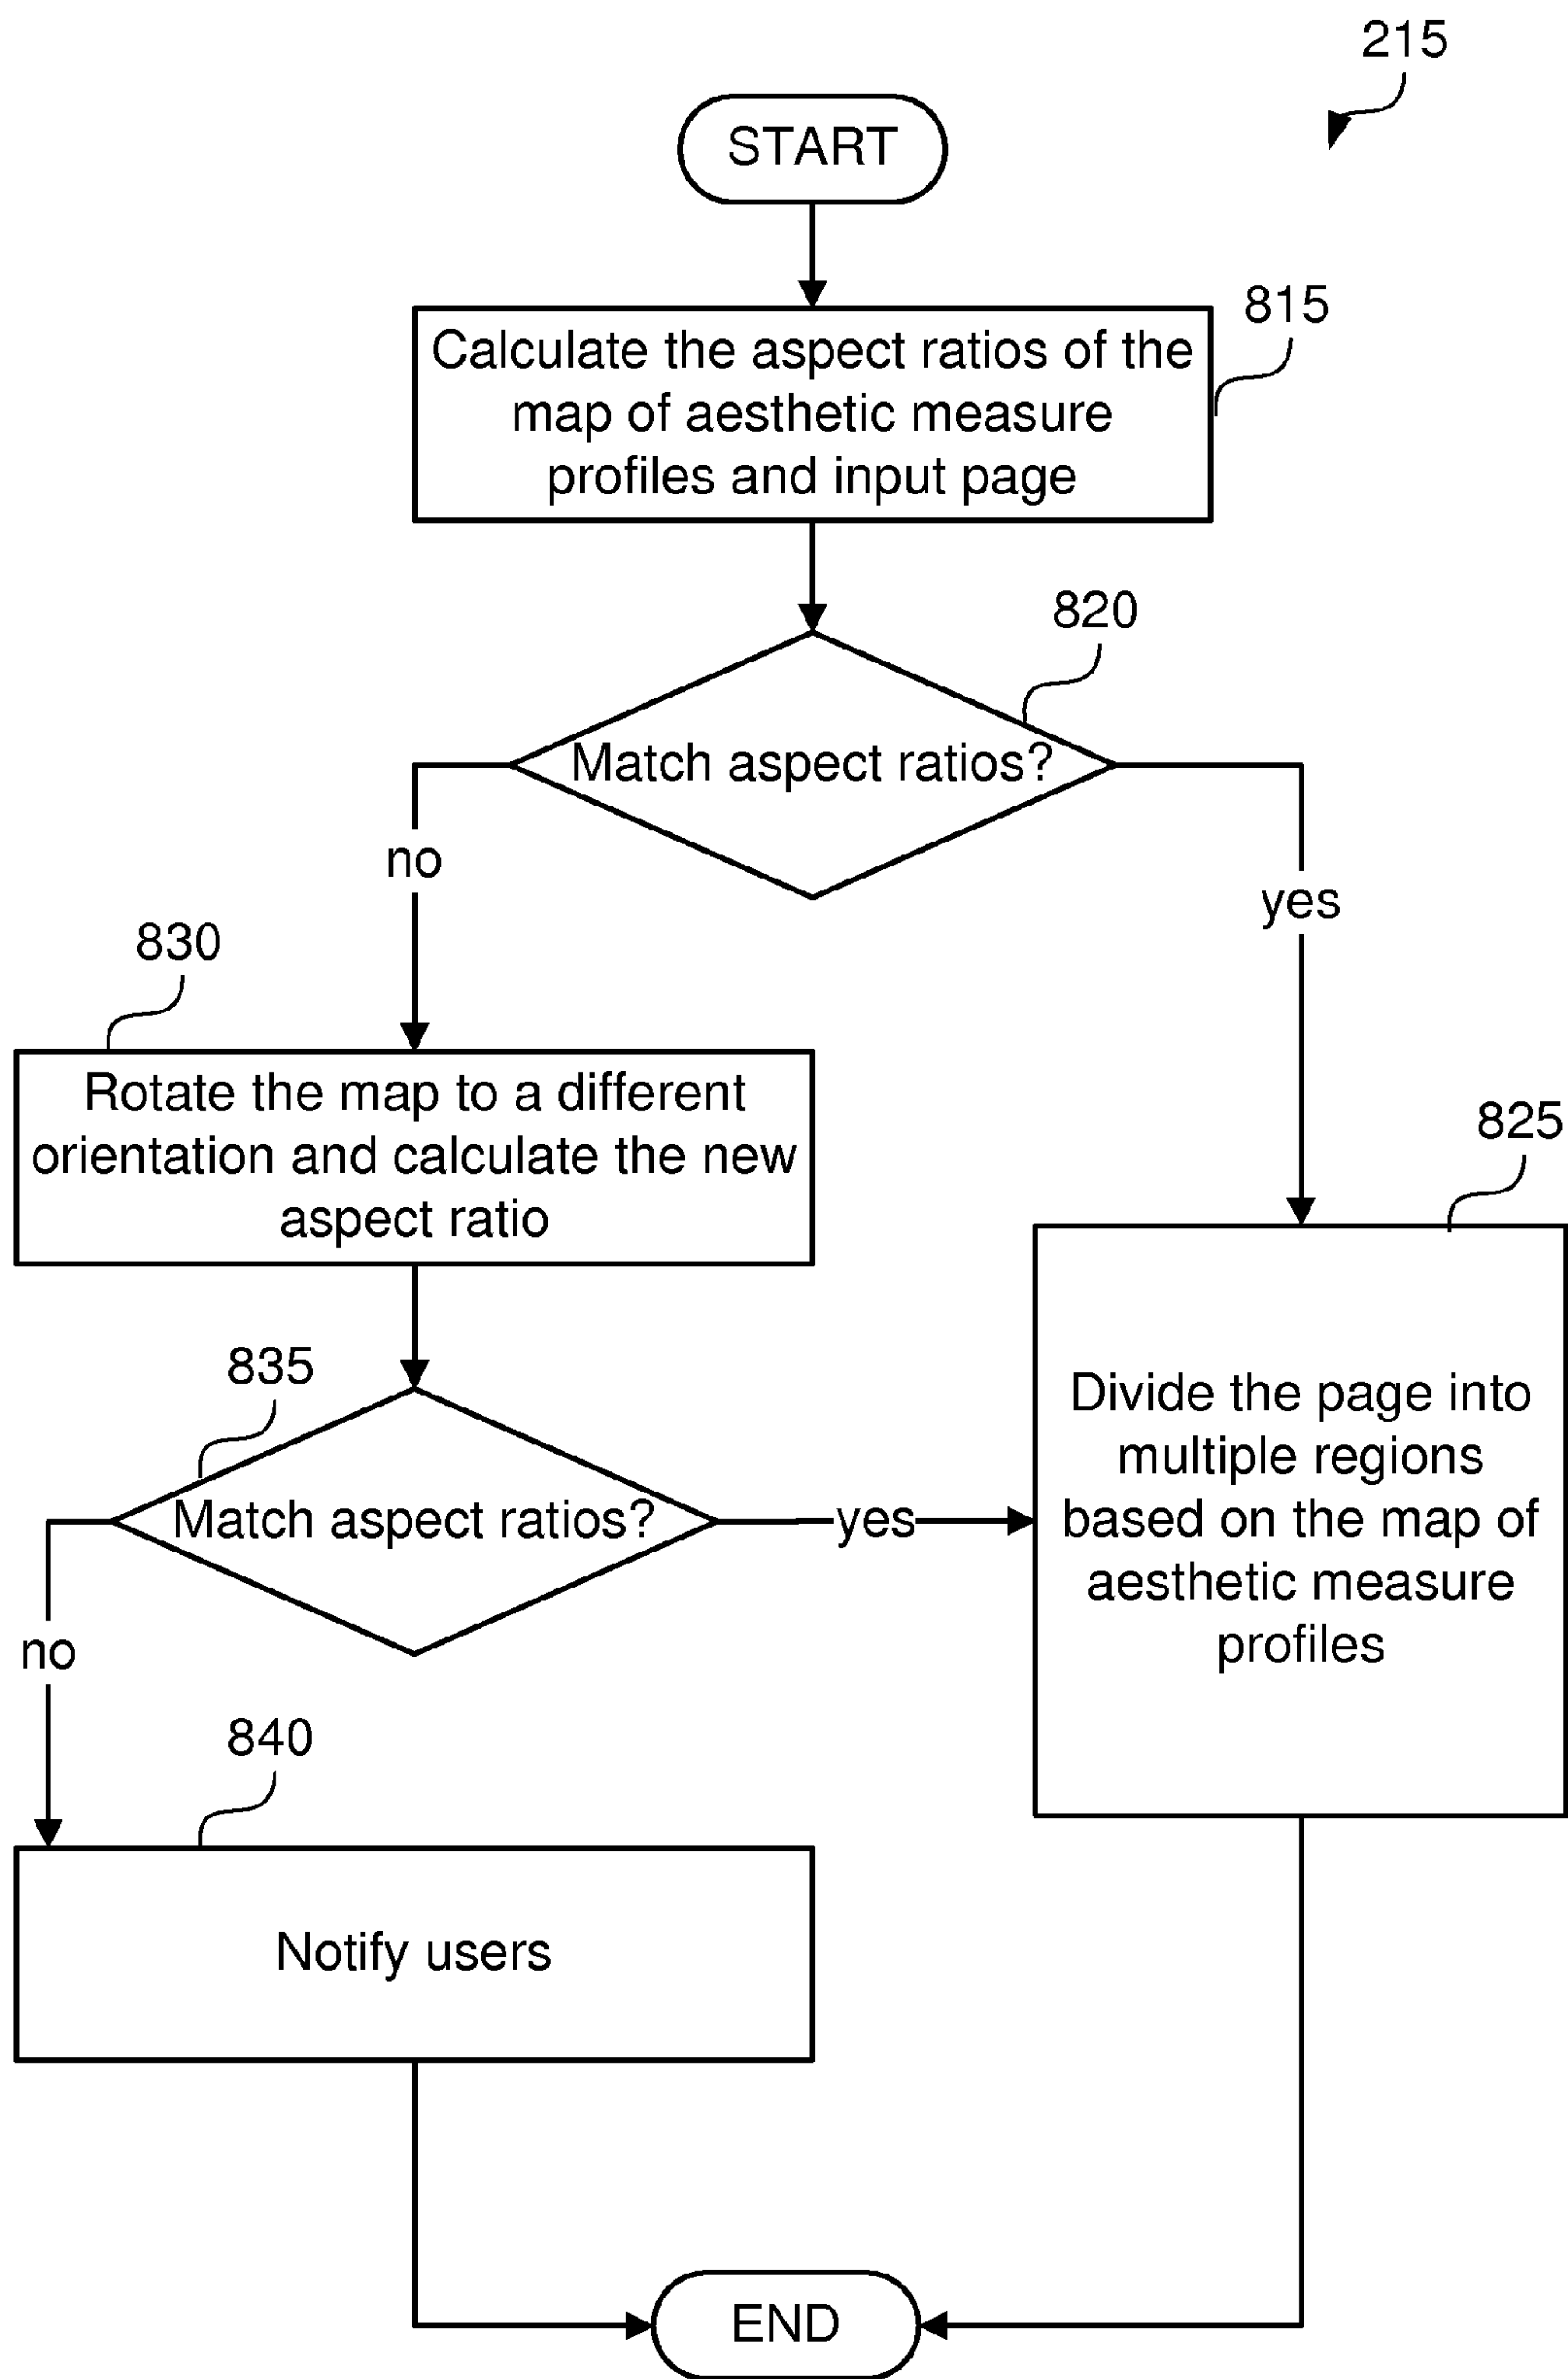 215
START
815
Calculate the aspect ratios of the
map of aesthetic measure
profiles and input page
820
Match aspect ratios?
no
yes
830
Rotate the map to a different
orientation and calculate the new
aspect ratio
825
Divide the page into
multiple regions
based on the map of
aesthetic measure
profiles
835
Match aspect ratios?
yes
no
840
Notify users
END